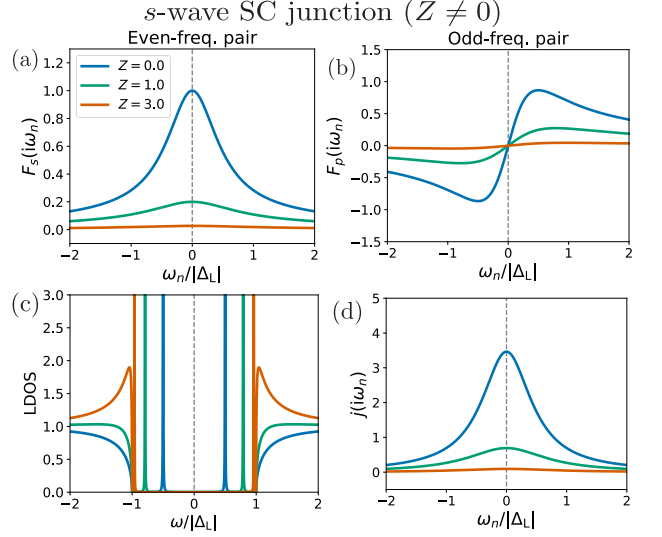 s-wave SC junction (Z ≠ 0)
Even-freq. pair
Odd-freq. pair
(a)
(b)
Z = 0.0
Z = 1.0
Z = 3.0
F_s(iω_n)
1.2
1.0
0.8
0.6
0.4
0.2
0.0
−2 −1 0 1 2
ω_n/|Δ_L|
F_p(iω_n)
1.5
1.0
0.5
0.0
−0.5
−1.0
−1.5
−2 −1 0 1 2
ω_n/|Δ_L|
(c)
(d)
LDOS
3.0
2.5
2.0
1.5
1.0
0.5
0.0
−2 −1 0 1 2
ω/|Δ_L|
j(iω_n)
5
4
3
2
1
0
−2 −1 0 1 2
ω_n/|Δ_L|